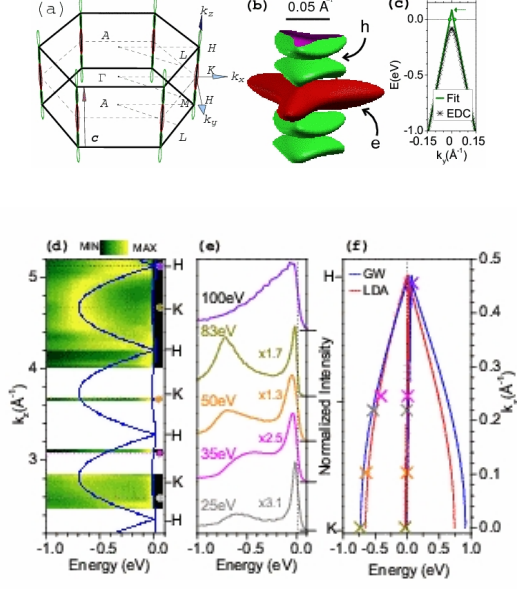 (a)
k_z
A
H
L
K
Γ
k_x
H
A
M
k_y
c
L
(b)
0.05 Å
h
e
(c)
0.0
-0.5
-1.0
E(eV)
Fit
EDC
-0.15 0.15
k_y(Å⁻¹)
(d)
MIN MAX
5
4
3
k_z(Å⁻¹)
H
K
H
K
H
K
H
-1.0 -0.5 0.0
Energy (eV)
(e)
100eV
83eV
x1.7
50eV
x1.3
35eV
x2.5
25eV
x3.1
Normalized Intensity
-1.0 -0.5 0.0
Energy (eV)
(f)
H
GW
LDA
K
0.5
0.4
0.3
0.2
0.1
0.0
-1.0 -0.5 0.0 0.5 1.0
Energy (eV)